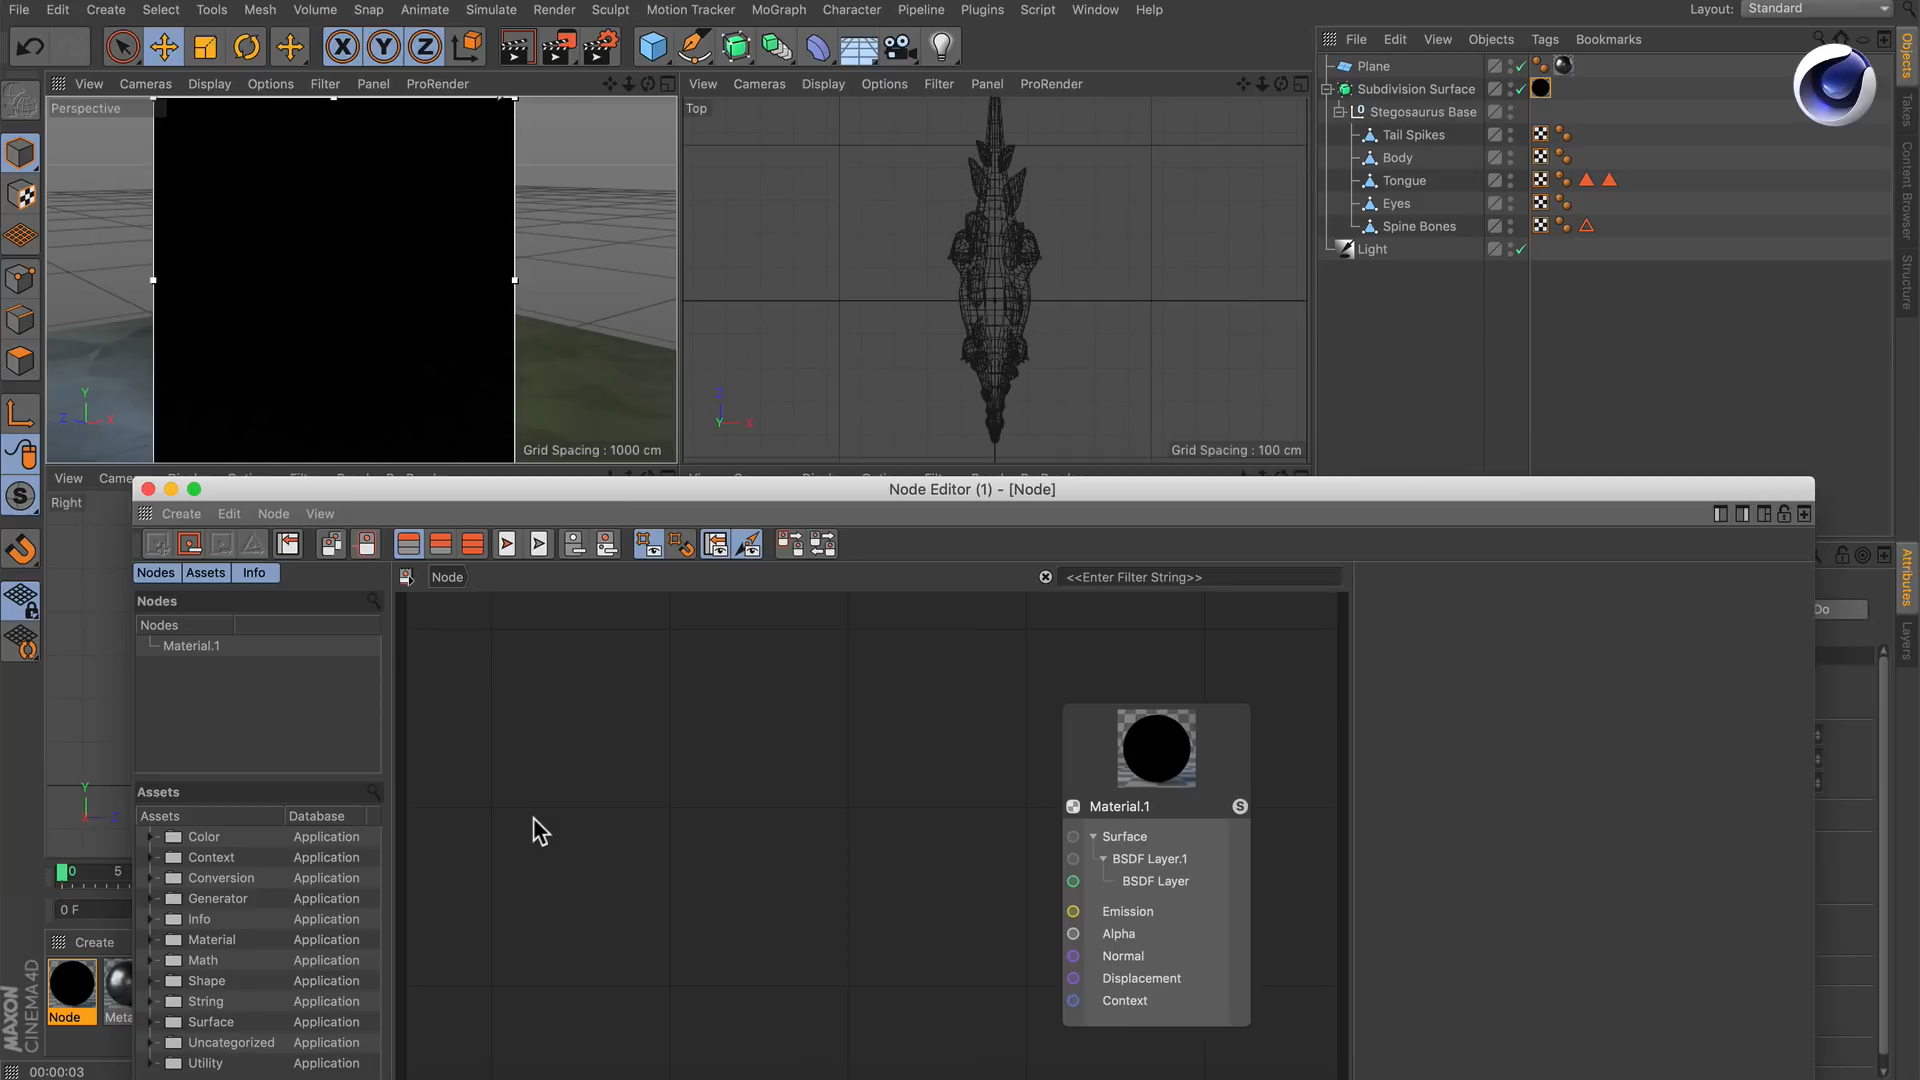 File Edit Create Select Tools Mesh Volume Snap Animate Simulate Render Sculpt Motion Tracker MoGraph Character Pipeline Plugins Script Window Help
Layout: Standard
View Cameras Display Options Filter Panel ProRender
View Cameras Display Options Filter Panel ProRender
File Edit View Objects Tags Bookmarks
Perspective
Top
Plane
Subdivision Surface
Stegosaurus Base
Tail Spikes
Body
Tongue
Eyes
Spine Bones
Light
Objects
Takes
Content Browser
Structure
X Y Z
Y
Z
X
Z
Y
X
Grid Spacing : 1000 cm
Grid Spacing : 100 cm
View
Right
Node Editor (1) - [Node]
Create Edit Node View
Nodes Assets Info
Node
<<Enter Filter String>>
Nodes
Nodes
Material.1
Assets
Assets Database
Color Application
Context Application
Conversion Application
Generator Application
Info Application
Material Application
Math Application
Shape Application
String Application
Surface Application
Uncategorized Application
Utility Application
Material.1 S
Surface
BSDF Layer.1
BSDF Layer
Emission
Alpha
Normal
Displacement
Context
Attributes
Layers
Y
Z
0 5
0 F
Create
Node
MAXON
CINEMA4D
00:00:03